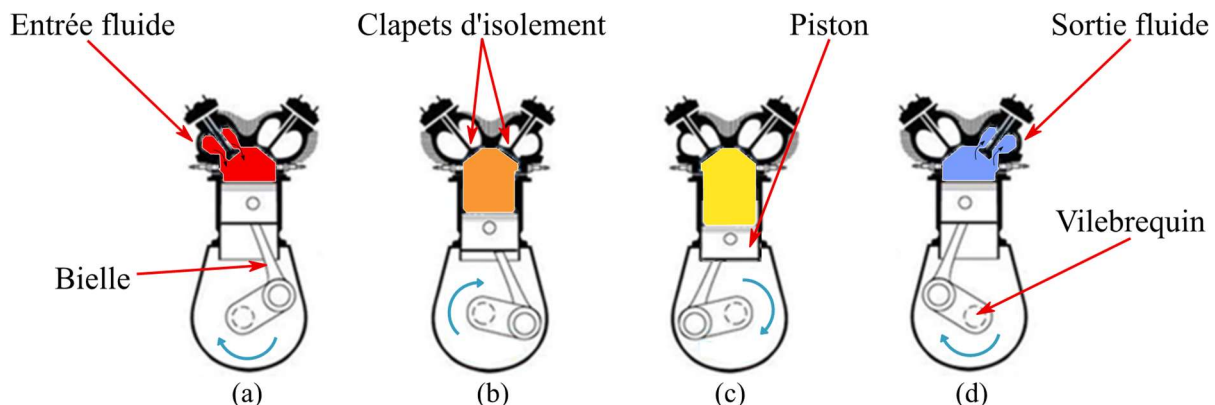 Entrée fluide
Clapets d'isolement
Piston
Sortie fluide
Bielle
Vilebrequin
(a)
(b)
(c)
(d)